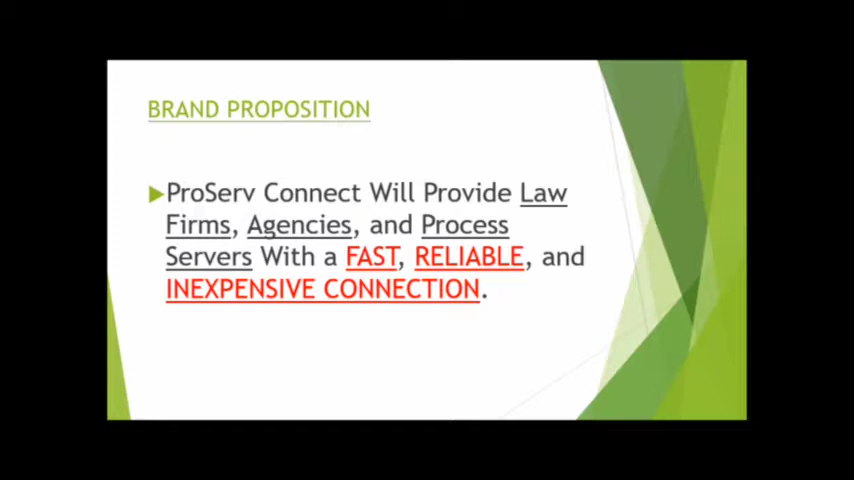 BRAND PROPOSITION
ProServ Connect Will Provide Law
Firms, Agencies, and Process
Servers With a FAST, RELIABLE, and
INEXPENSIVE CONNECTION.